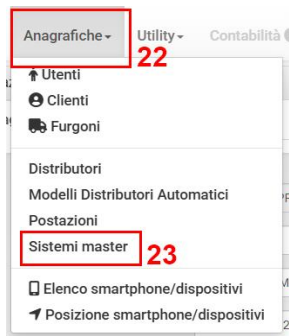 Anagrafiche Utility Contabilità
22
Utenti
Clienti
Furgoni
Distributori
Modelli Distributori Automatici
Postazioni
Sistemi master 23
Elenco smartphone/dispositivi
Posizione smartphone/dispositivi